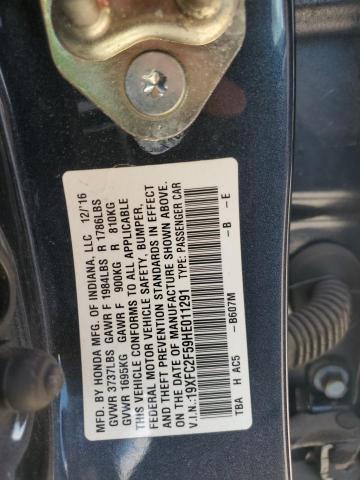 MFD. BY HONDA MFG. OF INDIANA, LLC 12/'16
GVWR 3737LBS GAWR F 1984LBS R 1786LBS
GVWR 1695KG GAWR F 900KG R 810KG
THIS VEHICLE CONFORMS TO ALL APPLICABLE
FEDERAL MOTOR VEHICLE SAFETY, BUMPER,
AND THEFT PREVENTION STANDARDS IN EFFECT
ON THE DATE OF MANUFACTURE SHOWN ABOVE.
V.I.N.:19XFC2F59HE011291 TYPE: PASSENGER CAR
-B607M -B -E
TBA H AC5